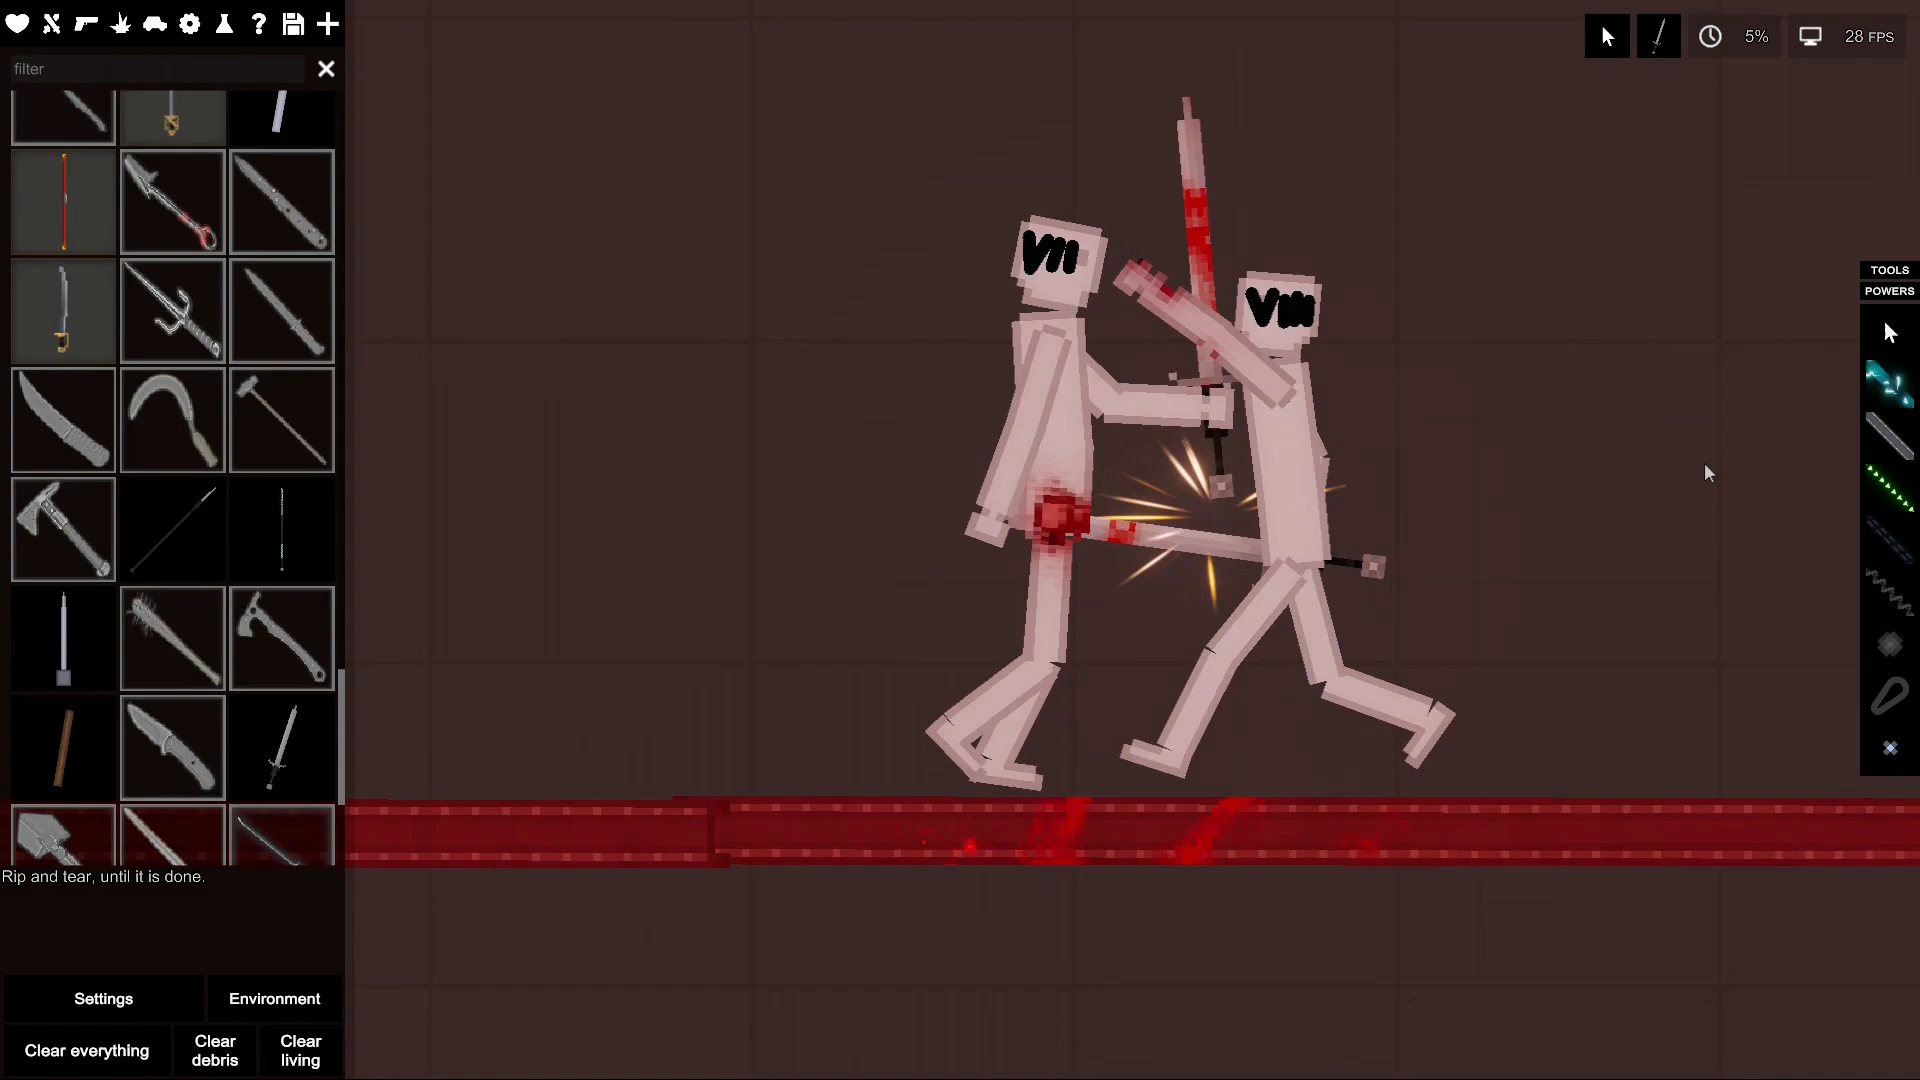 filter
5%
28 FPS
VII
VIII
TOOLS
POWERS
Rip and tear, until it is done.
Settings
Environment
Clear everything
Clear
debris
Clear
living